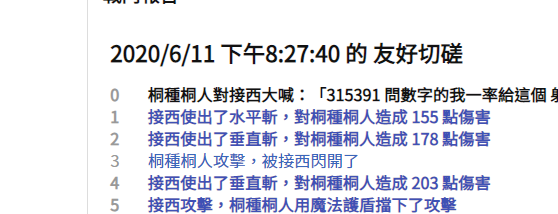 2020/6/11 下午8:27:40 的 友好切磋
0 桐種桐人對接西大喊：「315391 問數字的我一率給這個
1 接西使出了水平斬，對桐種桐人造成 155 點傷害
2 接西使出了垂直斬，對桐種桐人造成 178 點傷害
3 桐種桐人攻擊，被接西閃開了
4 接西使出了垂直斬，對桐種桐人造成 203 點傷害
5 接西攻擊，桐種桐人用魔法護盾擋下了攻擊